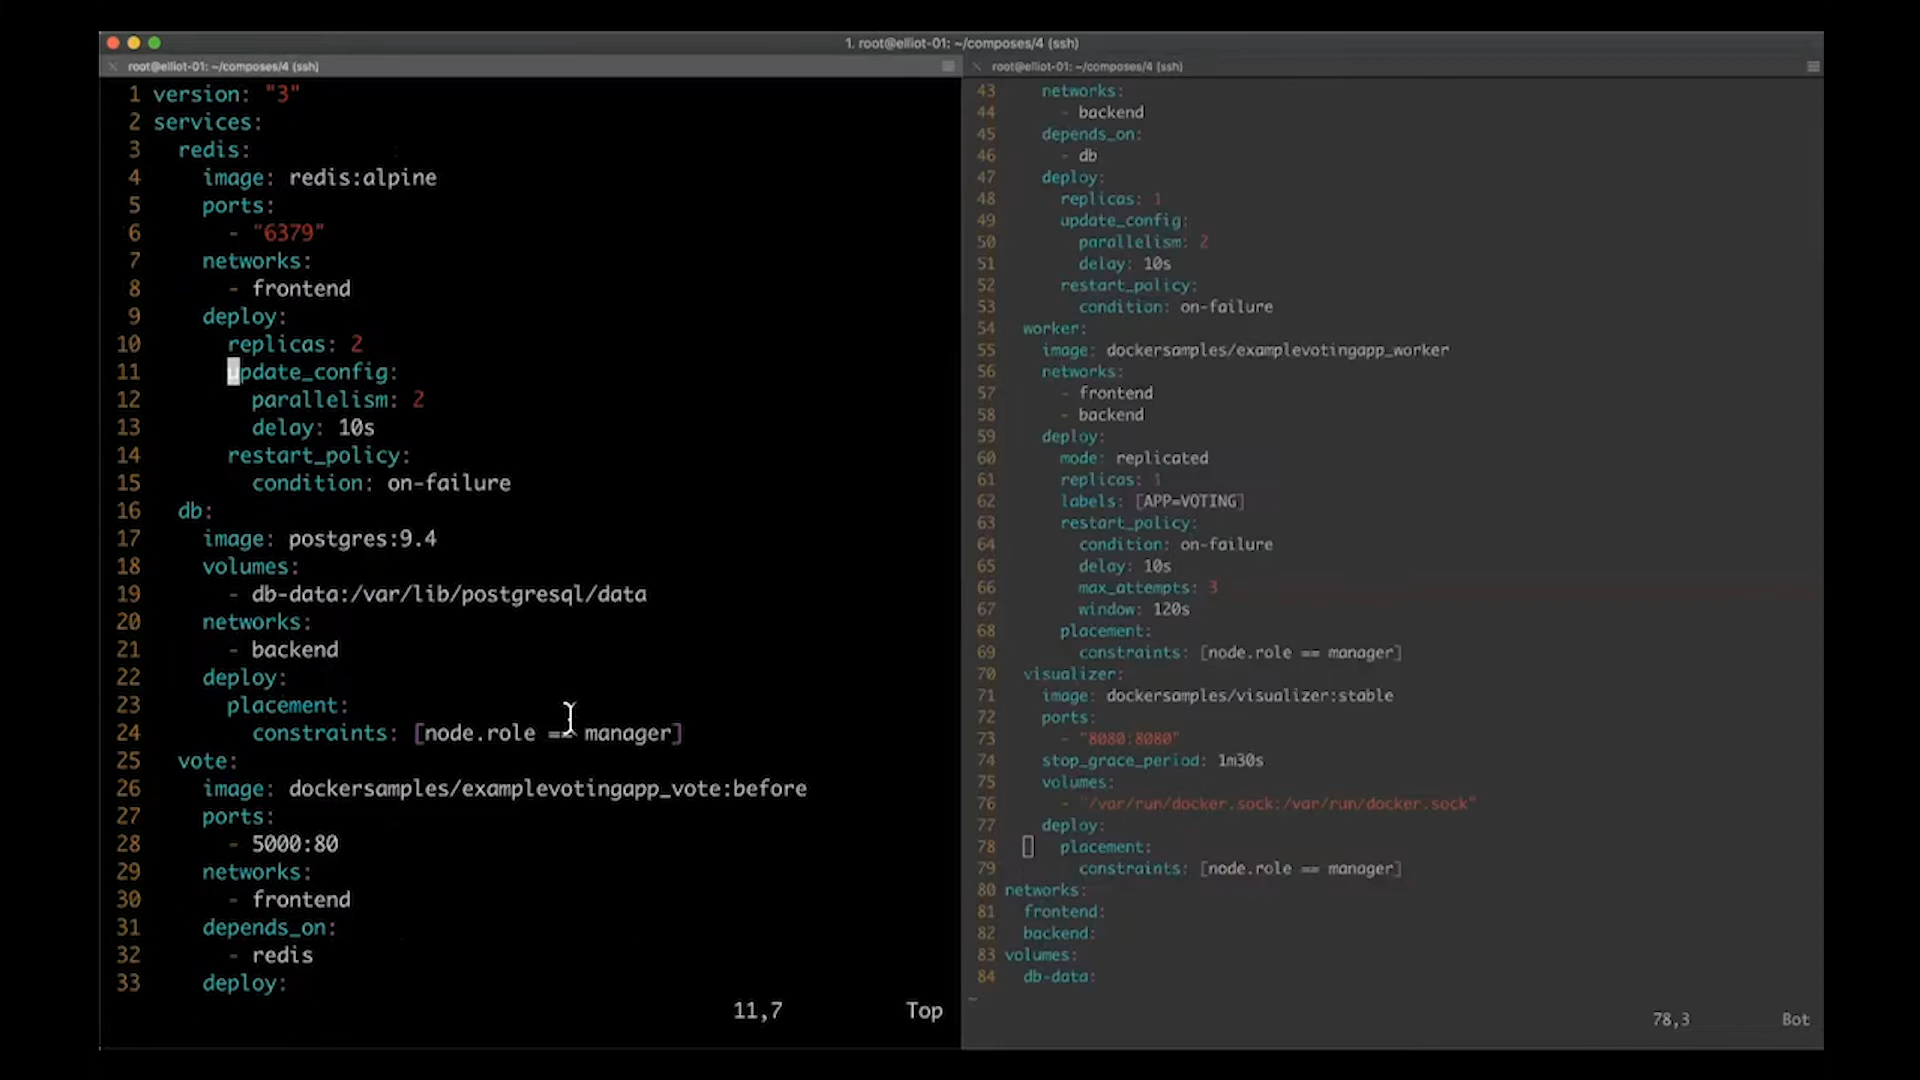 1. root@elliot-01: ~/composes/4 (ssh)
root@elliot-01: ~/composes/4 (ssh)
1 version: "3"
2 services:
3   redis:
4     image: redis:alpine
5     ports:
6       - "6379"
7     networks:
8       - frontend
9     deploy:
10       replicas: 2
11       update_config:
12         parallelism: 2
13         delay: 10s
14       restart_policy:
15         condition: on-failure
16   db:
17     image: postgres:9.4
18     volumes:
19       - db-data:/var/lib/postgresql/data
20     networks:
21       - backend
22     deploy:
23       placement:
24         constraints: [node.role == manager]
25   vote:
26     image: dockersamples/examplevotingapp_vote:before
27     ports:
28       - 5000:80
29     networks:
30       - frontend
31     depends_on:
32       - redis
33     deploy:
11,7 Top
root@elliot-01: ~/composes/4 (ssh)
43     networks:
44       - backend
45     depends_on:
46       - db
47     deploy:
48       replicas: 1
49       update_config:
50         parallelism: 2
51         delay: 10s
52       restart_policy:
53         condition: on-failure
54   worker:
55     image: dockersamples/examplevotingapp_worker
56     networks:
57       - frontend
58       - backend
59     deploy:
60       mode: replicated
61       replicas: 1
62       labels: [APP=VOTING]
63       restart_policy:
64         condition: on-failure
65         delay: 10s
66         max_attempts: 3
67         window: 120s
68       placement:
69         constraints: [node.role == manager]
70   visualizer:
71     image: dockersamples/visualizer:stable
72     ports:
73       - "8080:8080"
74     stop_grace_period: 1m30s
75     volumes:
76       - "/var/run/docker.sock:/var/run/docker.sock"
77     deploy:
78       placement:
79         constraints: [node.role == manager]
80 networks:
81   frontend:
82   backend:
83 volumes:
84   db-data:
~
78,3 Bot